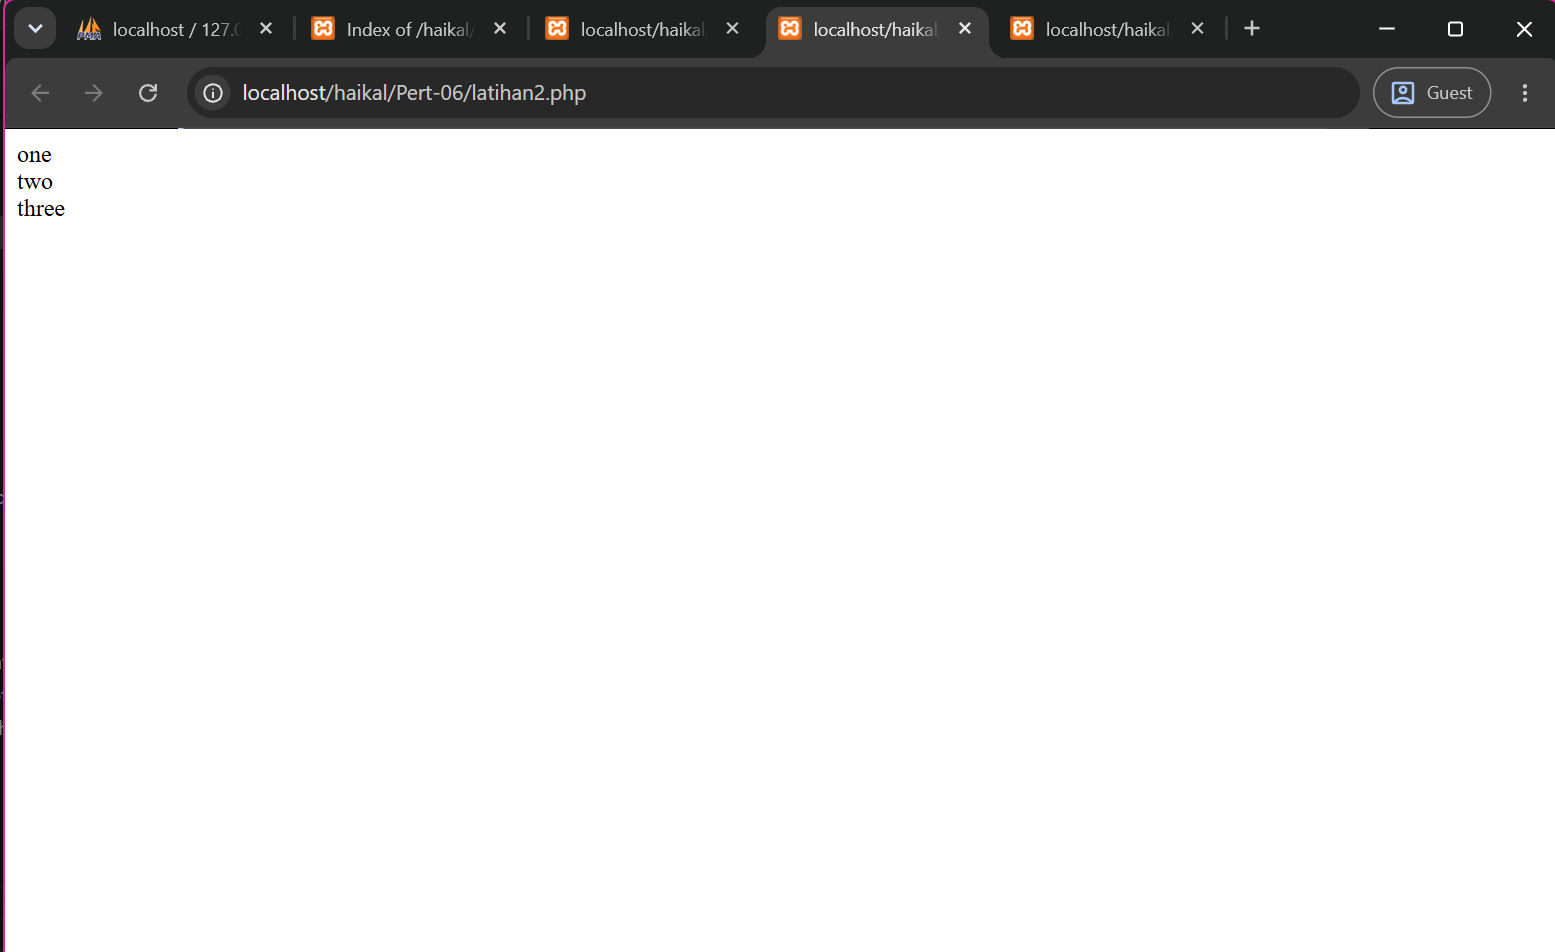 localhost / 127.0
Index of /haikal/
localhost/haikal/
localhost/haikal/
localhost/haikal/
localhost/haikal/Pert-06/latihan2.php
Guest
one
two
three